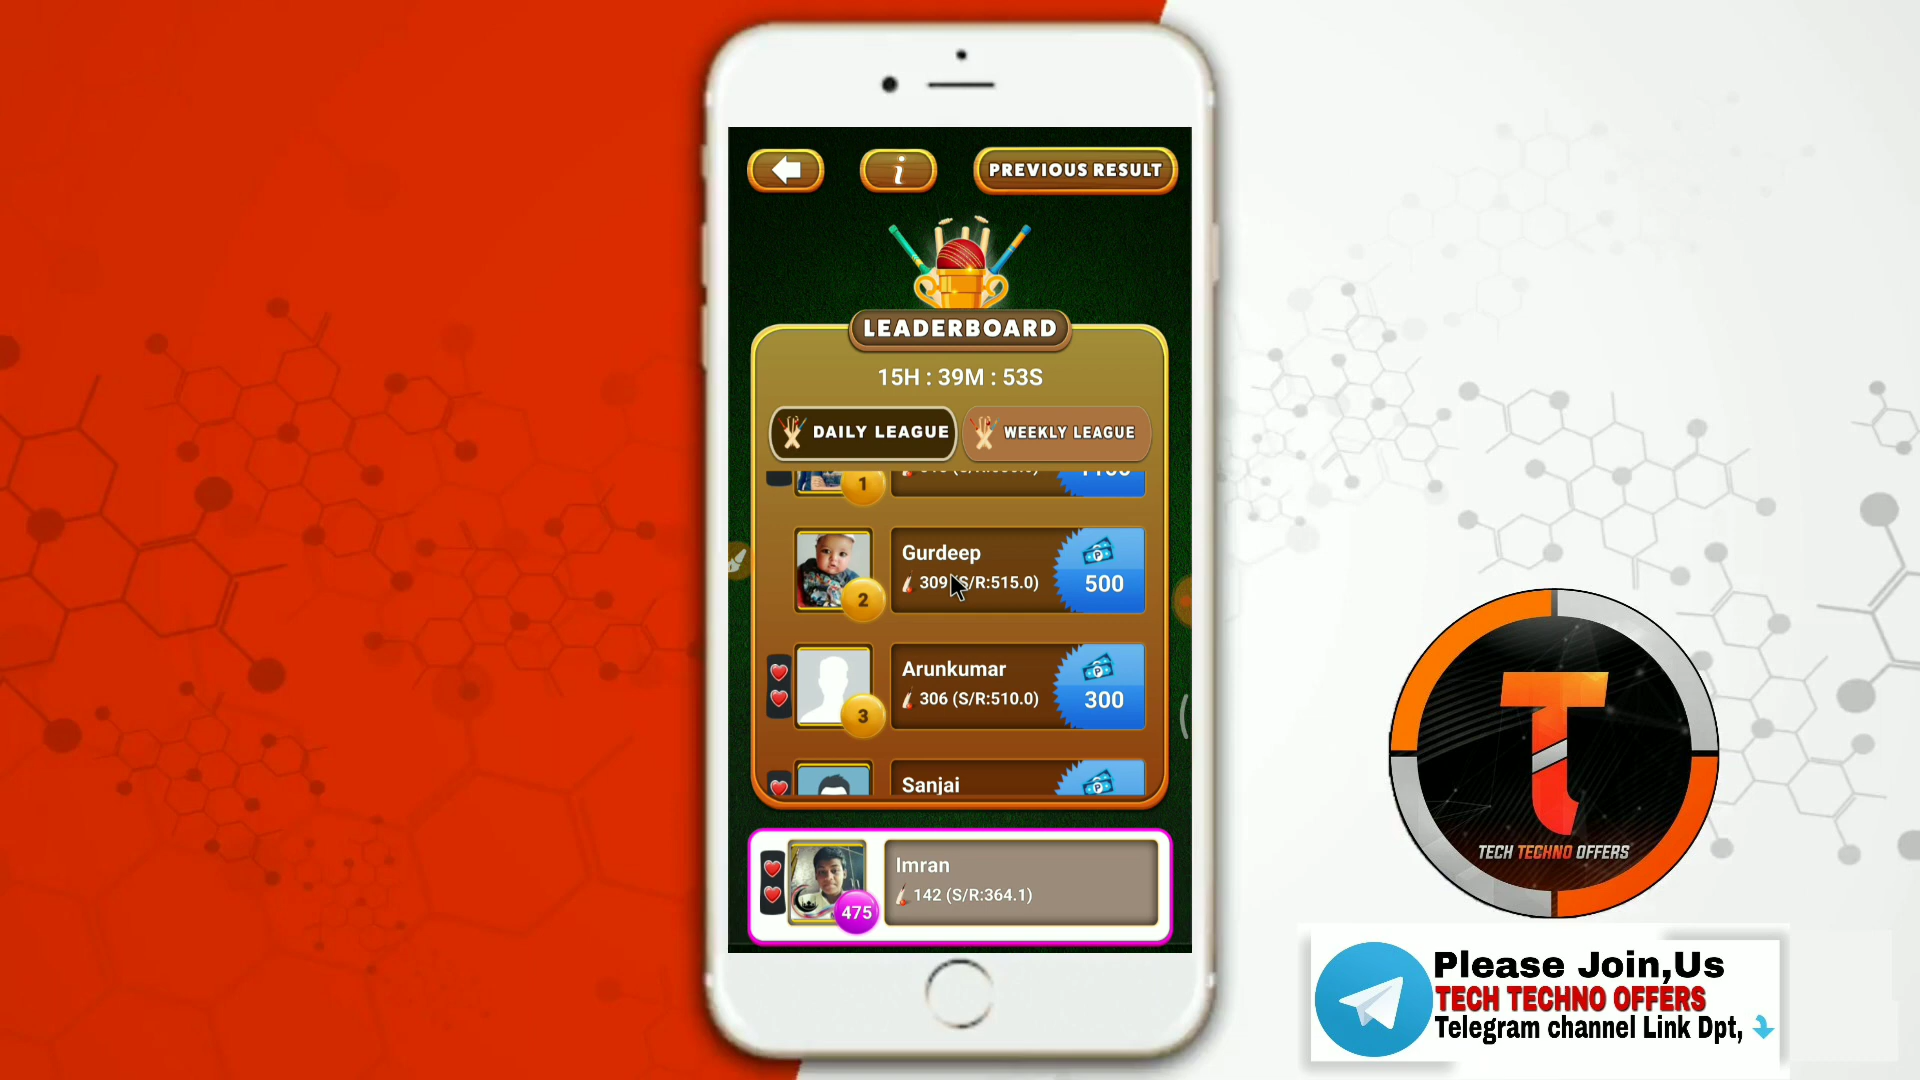 PREVIOUS RESULT
LEADERBOARD
15H : 39M : 53S
DAILY LEAGUE
WEEKLY LEAGUE
1
Gurdeep
309 (S/R:515.0)
500
2
Arunkumar
306 (S/R:510.0)
300
3
Sanjai
Imran
142 (S/R:364.1)
475
TECH TECHNO OFFERS
Please Join,Us
TECH TECHNO OFFERS
Telegram channel Link Dpt,